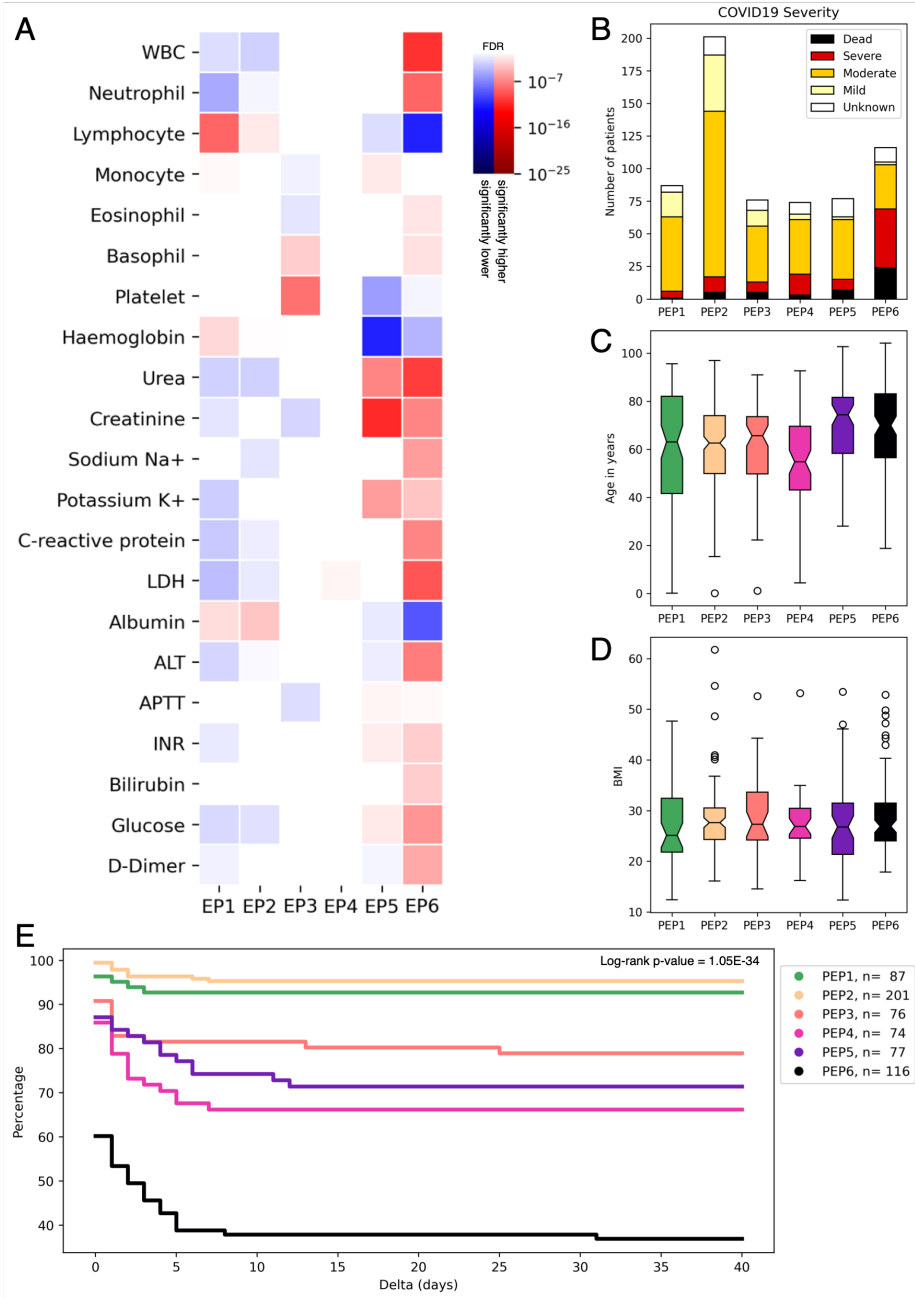 A
WBC
Neutrophil
Lymphocyte
Monocyte
Eosinophil
Basophil
Platelet
Haemoglobin
Urea
Creatinine
Sodium Na+
Potassium K+
C-reactive protein
LDH
Albumin
ALT
APTT
INR
Bilirubin
Glucose
D-Dimer
EP1 EP2 EP3 EP4 EP5 EP6
FDR
10⁻⁷
10⁻¹⁶
10⁻²⁵
significantly lower
significantly higher
B
COVID19 Severity
Number of patients
200
175
150
125
100
75
50
25
0
Dead
Severe
Moderate
Mild
Unknown
PEP1 PEP2 PEP3 PEP4 PEP5 PEP6
C
Age in years
100
80
60
40
20
0
PEP1 PEP2 PEP3 PEP4 PEP5 PEP6
D
BMI
60
50
40
30
20
10
PEP1 PEP2 PEP3 PEP4 PEP5 PEP6
E
Log-rank p-value = 1.05E-34
Percentage
100
90
80
70
60
50
40
0 5 10 15 20 25 30 35 40
Delta (days)
PEP1, n= 87
PEP2, n= 201
PEP3, n= 76
PEP4, n= 74
PEP5, n= 77
PEP6, n= 116